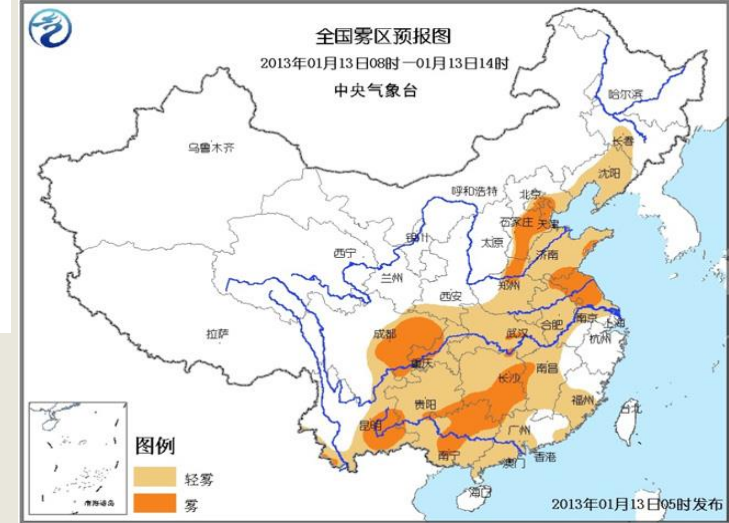 全国雾区预报图
2013年01月13日08时—01月13日14时
中央气象台
哈尔滨
乌鲁木齐
长春
沈阳
呼和浩特
北京
石家庄
天津
银川
太原
西宁
济南
兰州
郑州
西安
拉萨
成都
武汉
合肥
南京
上海
杭州
重庆
南昌
长沙
贵阳
福州
台北
昆明
广州
南宁
澳门
香港
海口
图例
轻雾
雾
南海诸岛
2013年01月13日05时发布